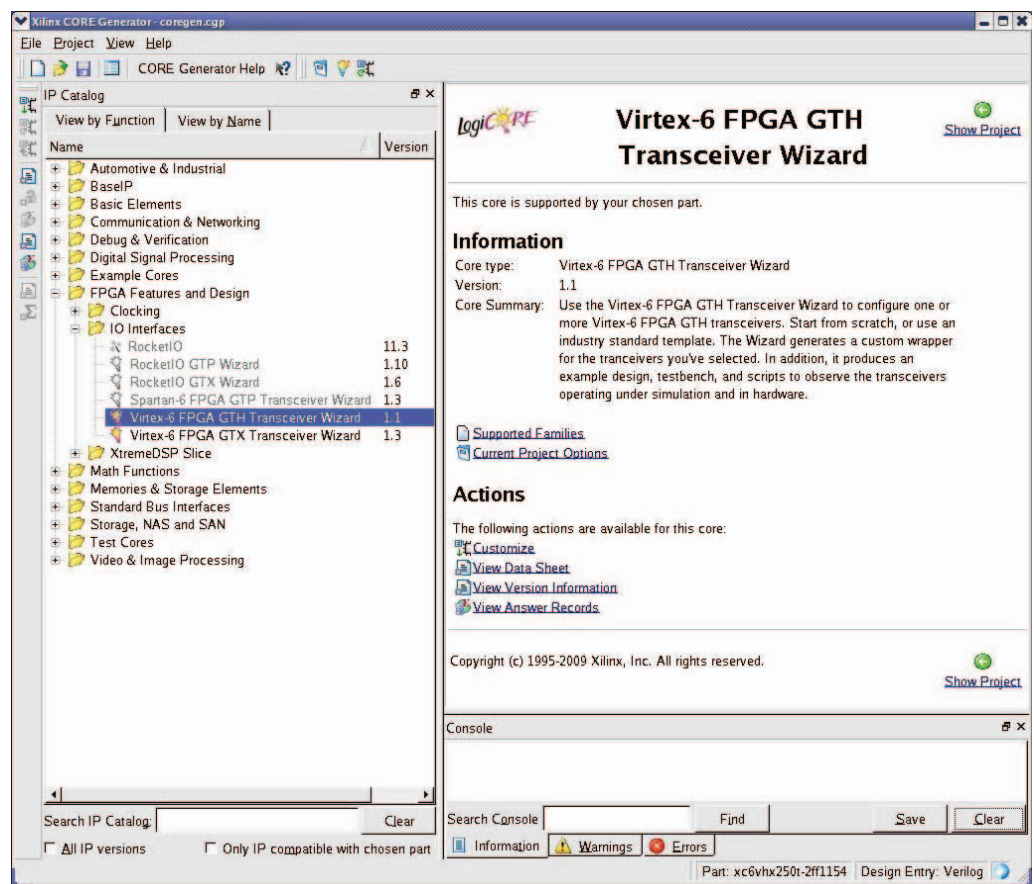 Xilinx CORE Generator - coregen.cgp
File Project View Help
CORE Generator Help
IP Catalog
View by Function View by Name
Name Version
Automotive & Industrial
BaseIP
Basic Elements
Communication & Networking
Debug & Verification
Digital Signal Processing
Example Cores
FPGA Features and Design
Clocking
IO Interfaces
RocketIO 11.3
RocketIO GTP Wizard 1.10
RocketIO GTX Wizard 1.6
Spartan-6 FPGA GTP Transceiver Wizard 1.3
Virtex-6 FPGA GTH Transceiver Wizard 1.1
Virtex-6 FPGA GTX Transceiver Wizard 1.3
XtremeDSP Slice
Math Functions
Memories & Storage Elements
Standard Bus Interfaces
Storage, NAS and SAN
Test Cores
Video & Image Processing
Search IP Catalog: Clear
All IP versions Only IP compatible with chosen part
logiCORE
Virtex-6 FPGA GTH
Transceiver Wizard
Show Project
This core is supported by your chosen part.
Information
Core type: Virtex-6 FPGA GTH Transceiver Wizard
Version: 1.1
Core Summary: Use the Virtex-6 FPGA GTH Transceiver Wizard to configure one or
more Virtex-6 FPGA GTH transceivers. Start from scratch, or use an
industry standard template. The Wizard generates a custom wrapper
for the tranceivers you've selected. In addition, it produces an
example design, testbench, and scripts to observe the transceivers
operating under simulation and in hardware.
Supported Families
Current Project Options
Actions
The following actions are available for this core:
Customize
View Data Sheet
View Version Information
View Answer Records
Copyright (c) 1995-2009 Xilinx, Inc. All rights reserved.
Show Project
Console
Search Console Find Save Clear
Information Warnings Errors
Part: xc6vhx250t-2ff1154 Design Entry: Verilog